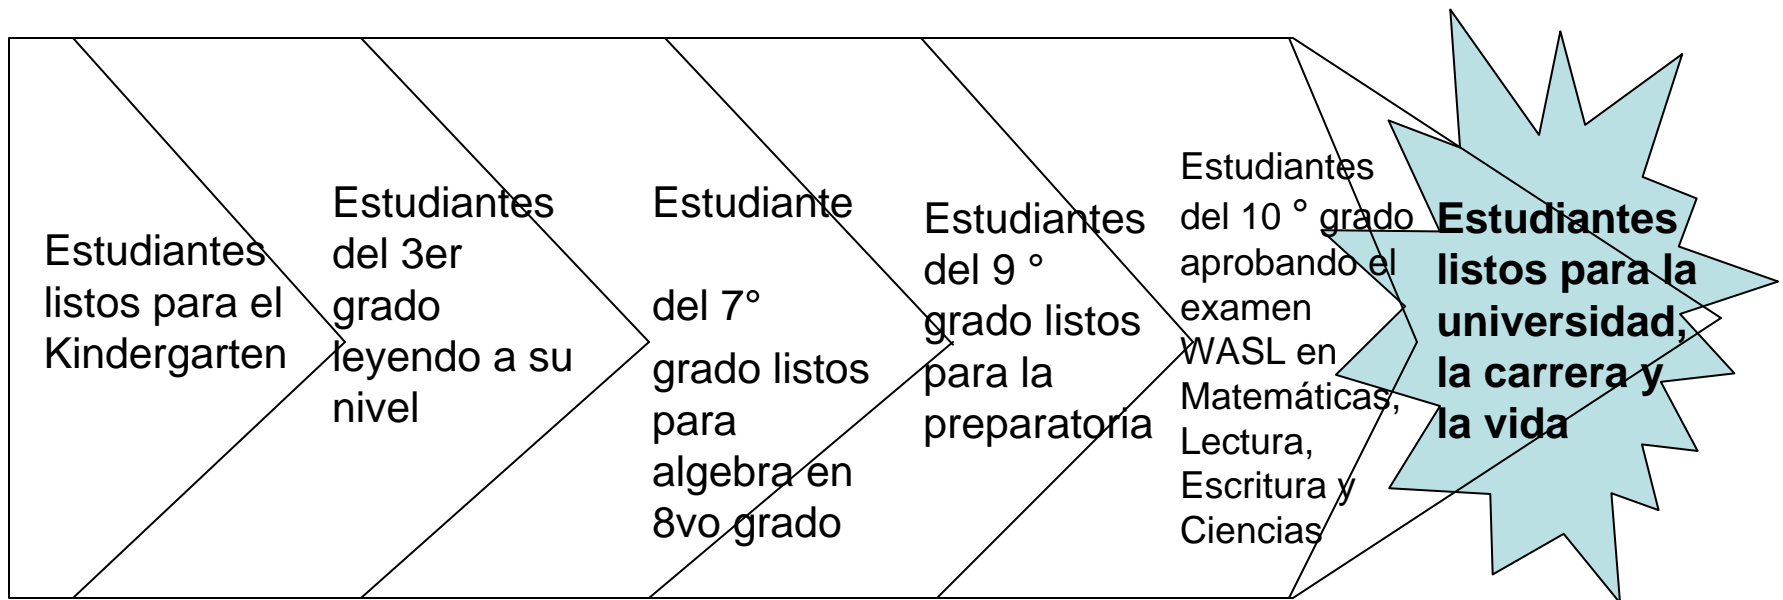 Estudiantes
listos para el
Kindergarten
Estudiantes
del 3er
grado
leyendo a su
nivel
Estudiante
del 7°
grado listos
para
algebra en
8vo grado
Estudiantes
del 9 °
grado listos
para la
preparatoria
Estudiantes
del 10 ° grado
aprobando el
examen
WASL en
Matemáticas,
Lectura,
Escritura y
Ciencias
Estudiantes
listos para la
universidad,
la carrera y
la vida